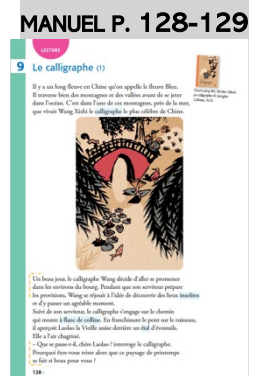 MANUEL P. 128-129
LECTURE
9 Le calligraphe (1)
Il y a un long fleuve en Chine qu'on appelle le fleuve Bleu.
Il traverse bien des montagnes et des vallées avant de se jeter
dans l'océan. C'est dans l'une de ces montagnes, près de la mer,
que vivait Wang Xizhi le calligraphe le plus célèbre de Chine.
Un beau jour, le calligraphe Wang décide d'aller se promener
dans les environs du bourg. Pendant que son serviteur prépare
les provisions, Wang se réjouit à l'idée de découvrir des lieux insolites
et d'y passer un agréable moment.
Suivi de son serviteur, le calligraphe s'engage sur le chemin
qui monte à flanc de colline. En franchissant le pont sur le ruisseau,
il aperçoit Laolao la Vieille assise derrière un étal d'éventails.
Elle a l'air chagriné.
– Que se passe-t-il, chère Laolao ? interroge le calligraphe.
Pourquoi êtes-vous triste alors que ce paysage de printemps
se fait si beau pour vous ?
128